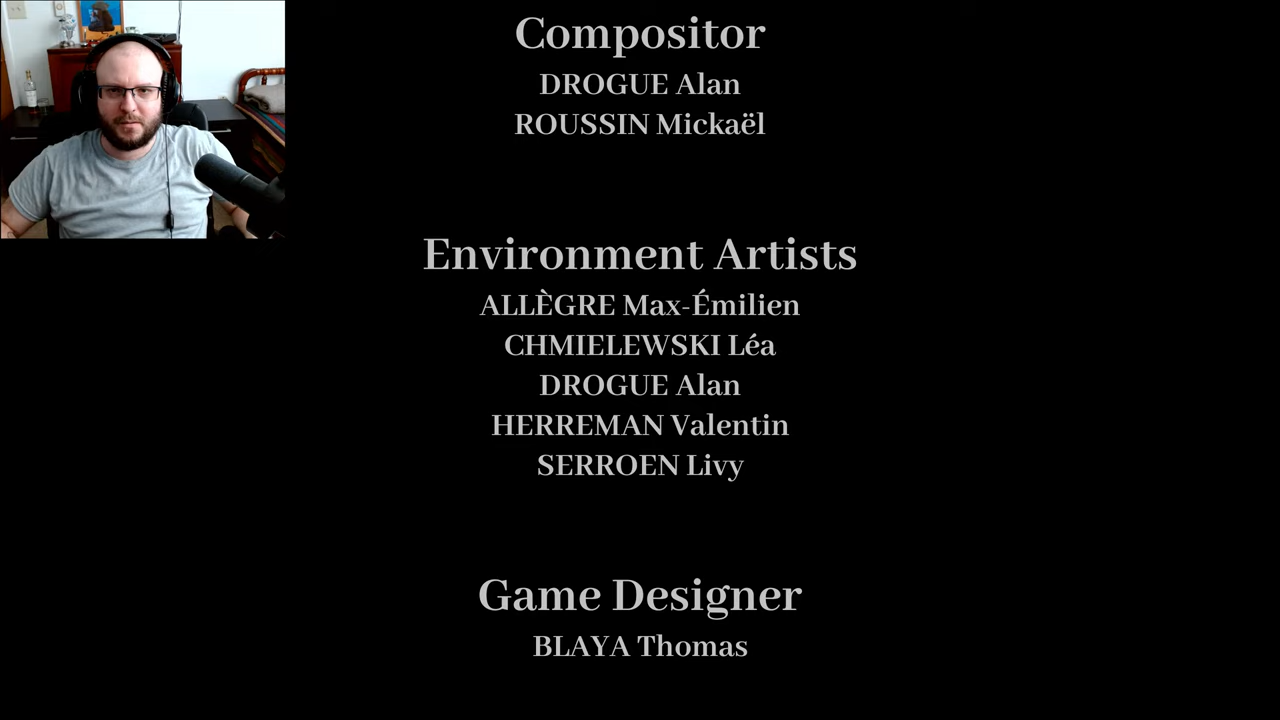 Compositor
DROGUE Alan
ROUSSIN Mickaël
Environment Artists
ALLÈGRE Max-Émilien
CHMIELEWSKI Léa
DROGUE Alan
HERREMAN Valentin
SERROEN Livy
Game Designer
BLAYA Thomas